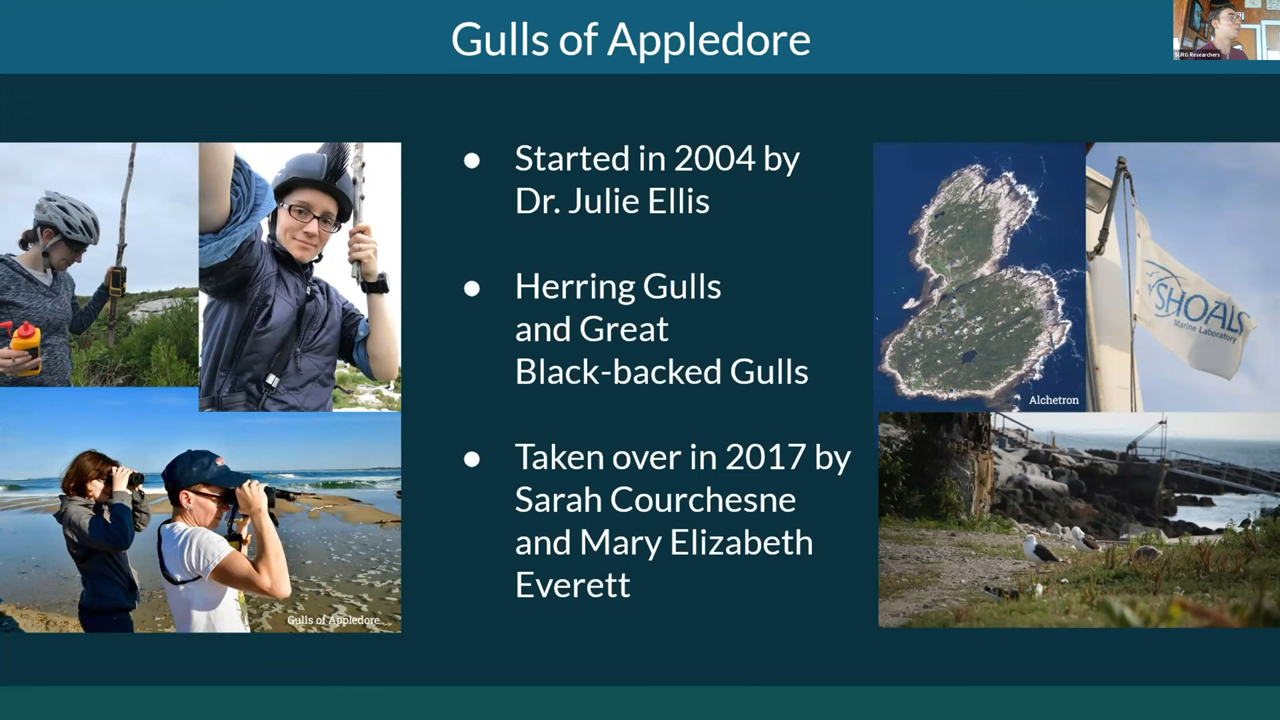 Gulls of Appledore
SURG Researchers
● Started in 2004 by
Dr. Julie Ellis
● Herring Gulls
and Great
Black-backed Gulls
● Taken over in 2017 by
Sarah Courchesne
and Mary Elizabeth
Everett
Gulls of Appledore
Alchetron
SHOALS
Marine Laboratory